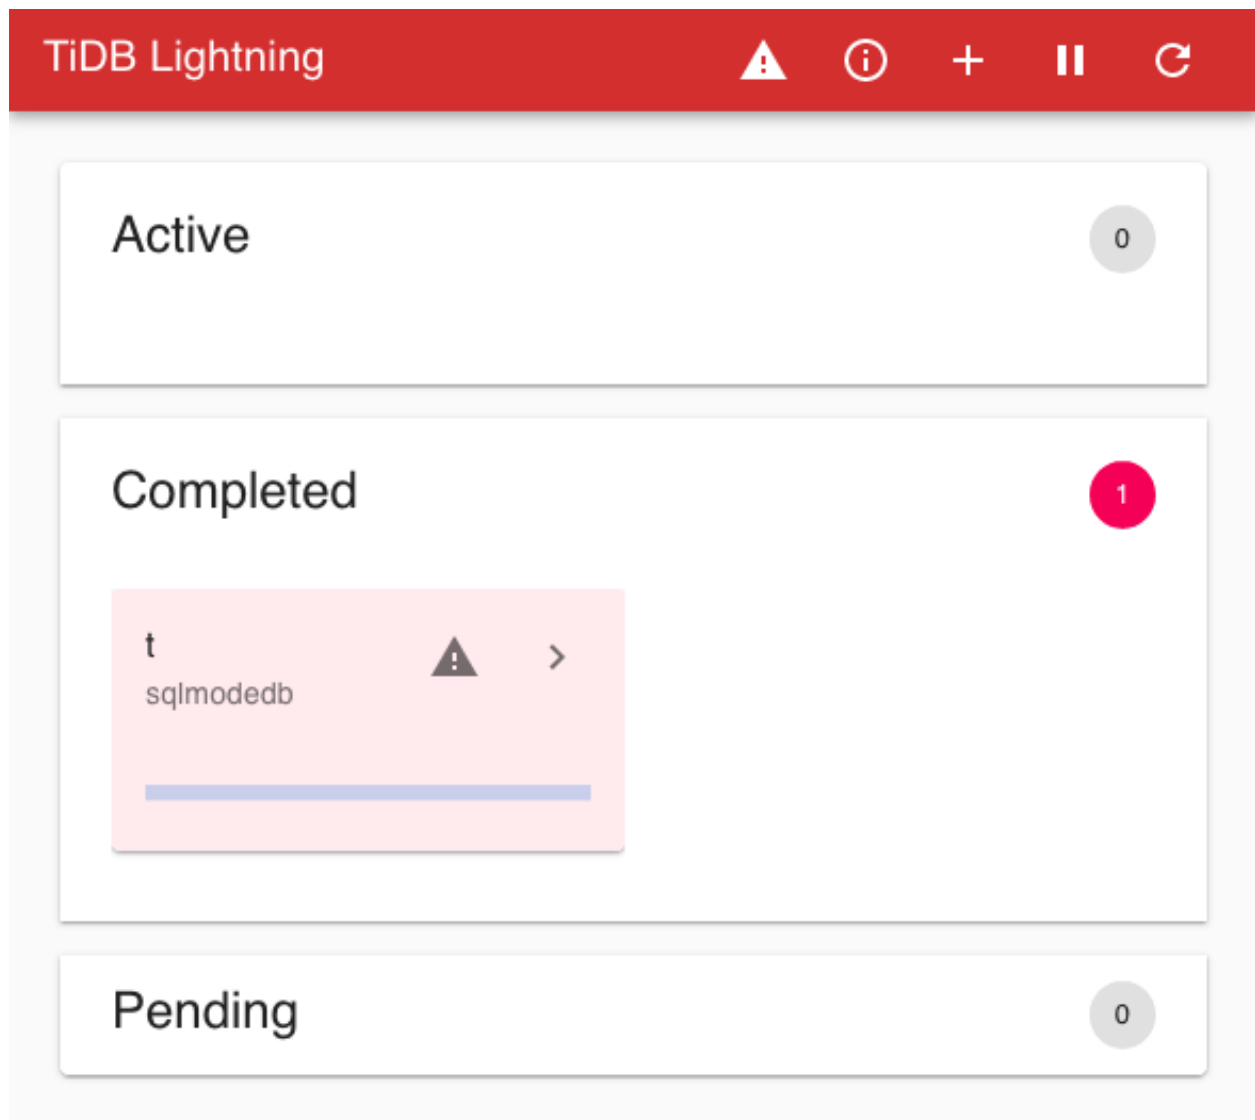 TiDB Lightning
Active
0
Completed
1
t
sqlmodedb
Pending
0